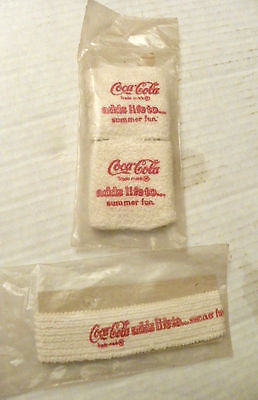 Coca-Cola
Trade mark ®
adds life to...
summer fun.
Coca-Cola
Trade mark ®
adds life to...
summer fun.
Coca-Cola adds life to... summer fun
Trade mark ®